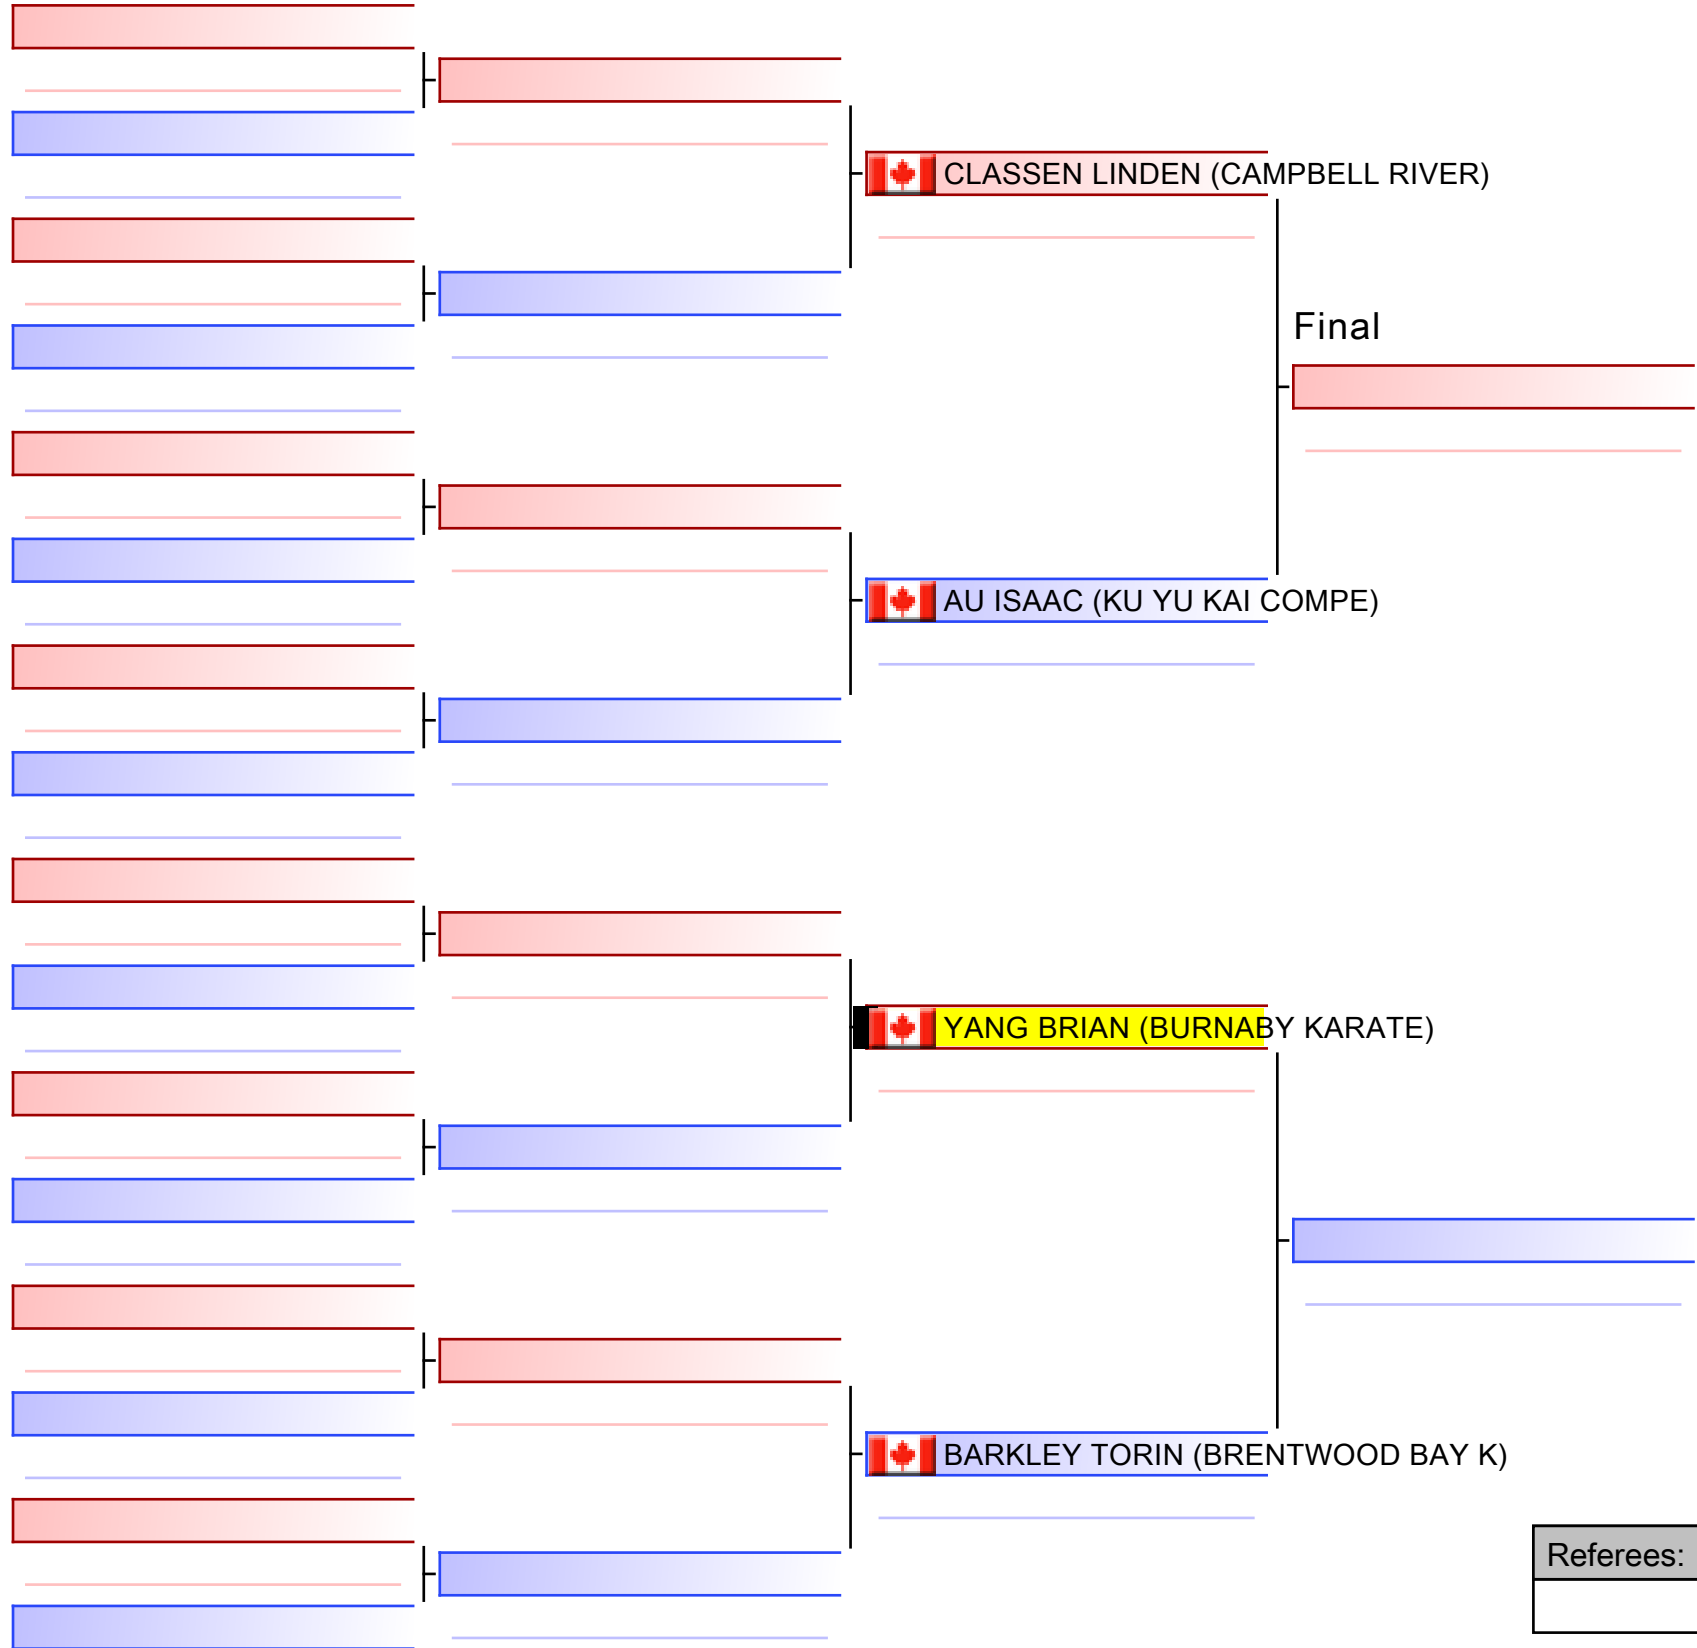 CLASSEN LINDEN (CAMPBELL RIVER)
Final
AU ISAAC (KU YU KAI COMPE)
YANG BRIAN (BURNABY KARATE)
BARKLEY TORIN (BRENTWOOD BAY K)
Referees: